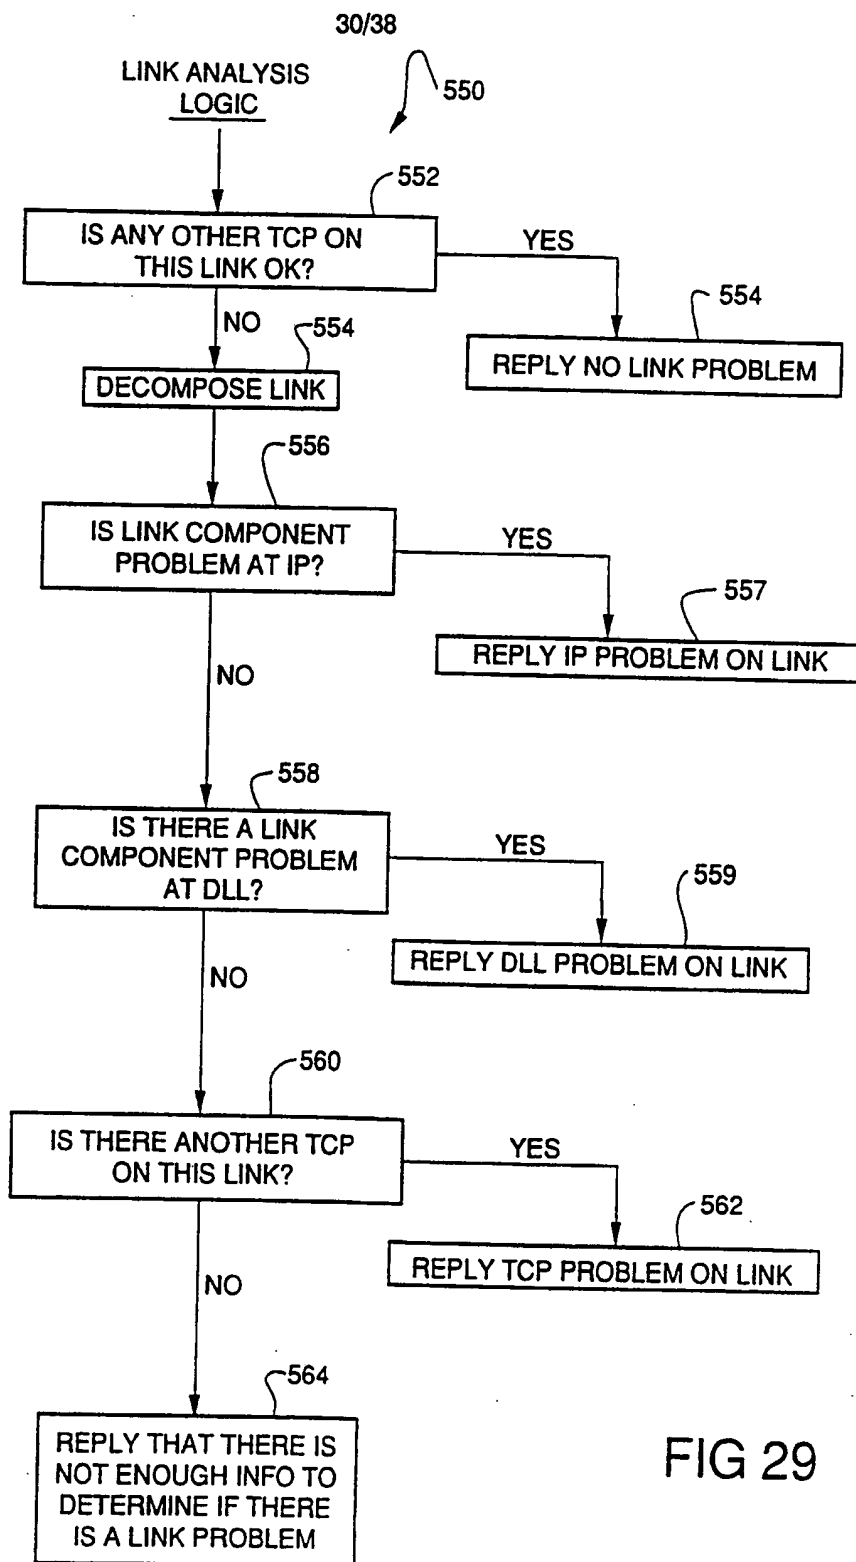 30/38
LINK ANALYSIS
LOGIC
550
552
IS ANY OTHER TCP ON
THIS LINK OK?
YES
554
REPLY NO LINK PROBLEM
NO
554
DECOMPOSE LINK
556
IS LINK COMPONENT
PROBLEM AT IP?
YES
557
REPLY IP PROBLEM ON LINK
NO
558
IS THERE A LINK
COMPONENT PROBLEM
AT DLL?
YES
559
REPLY DLL PROBLEM ON LINK
NO
560
IS THERE ANOTHER TCP
ON THIS LINK?
YES
562
REPLY TCP PROBLEM ON LINK
NO
564
REPLY THAT THERE IS
NOT ENOUGH INFO TO
DETERMINE IF THERE
IS A LINK PROBLEM
FIG 29